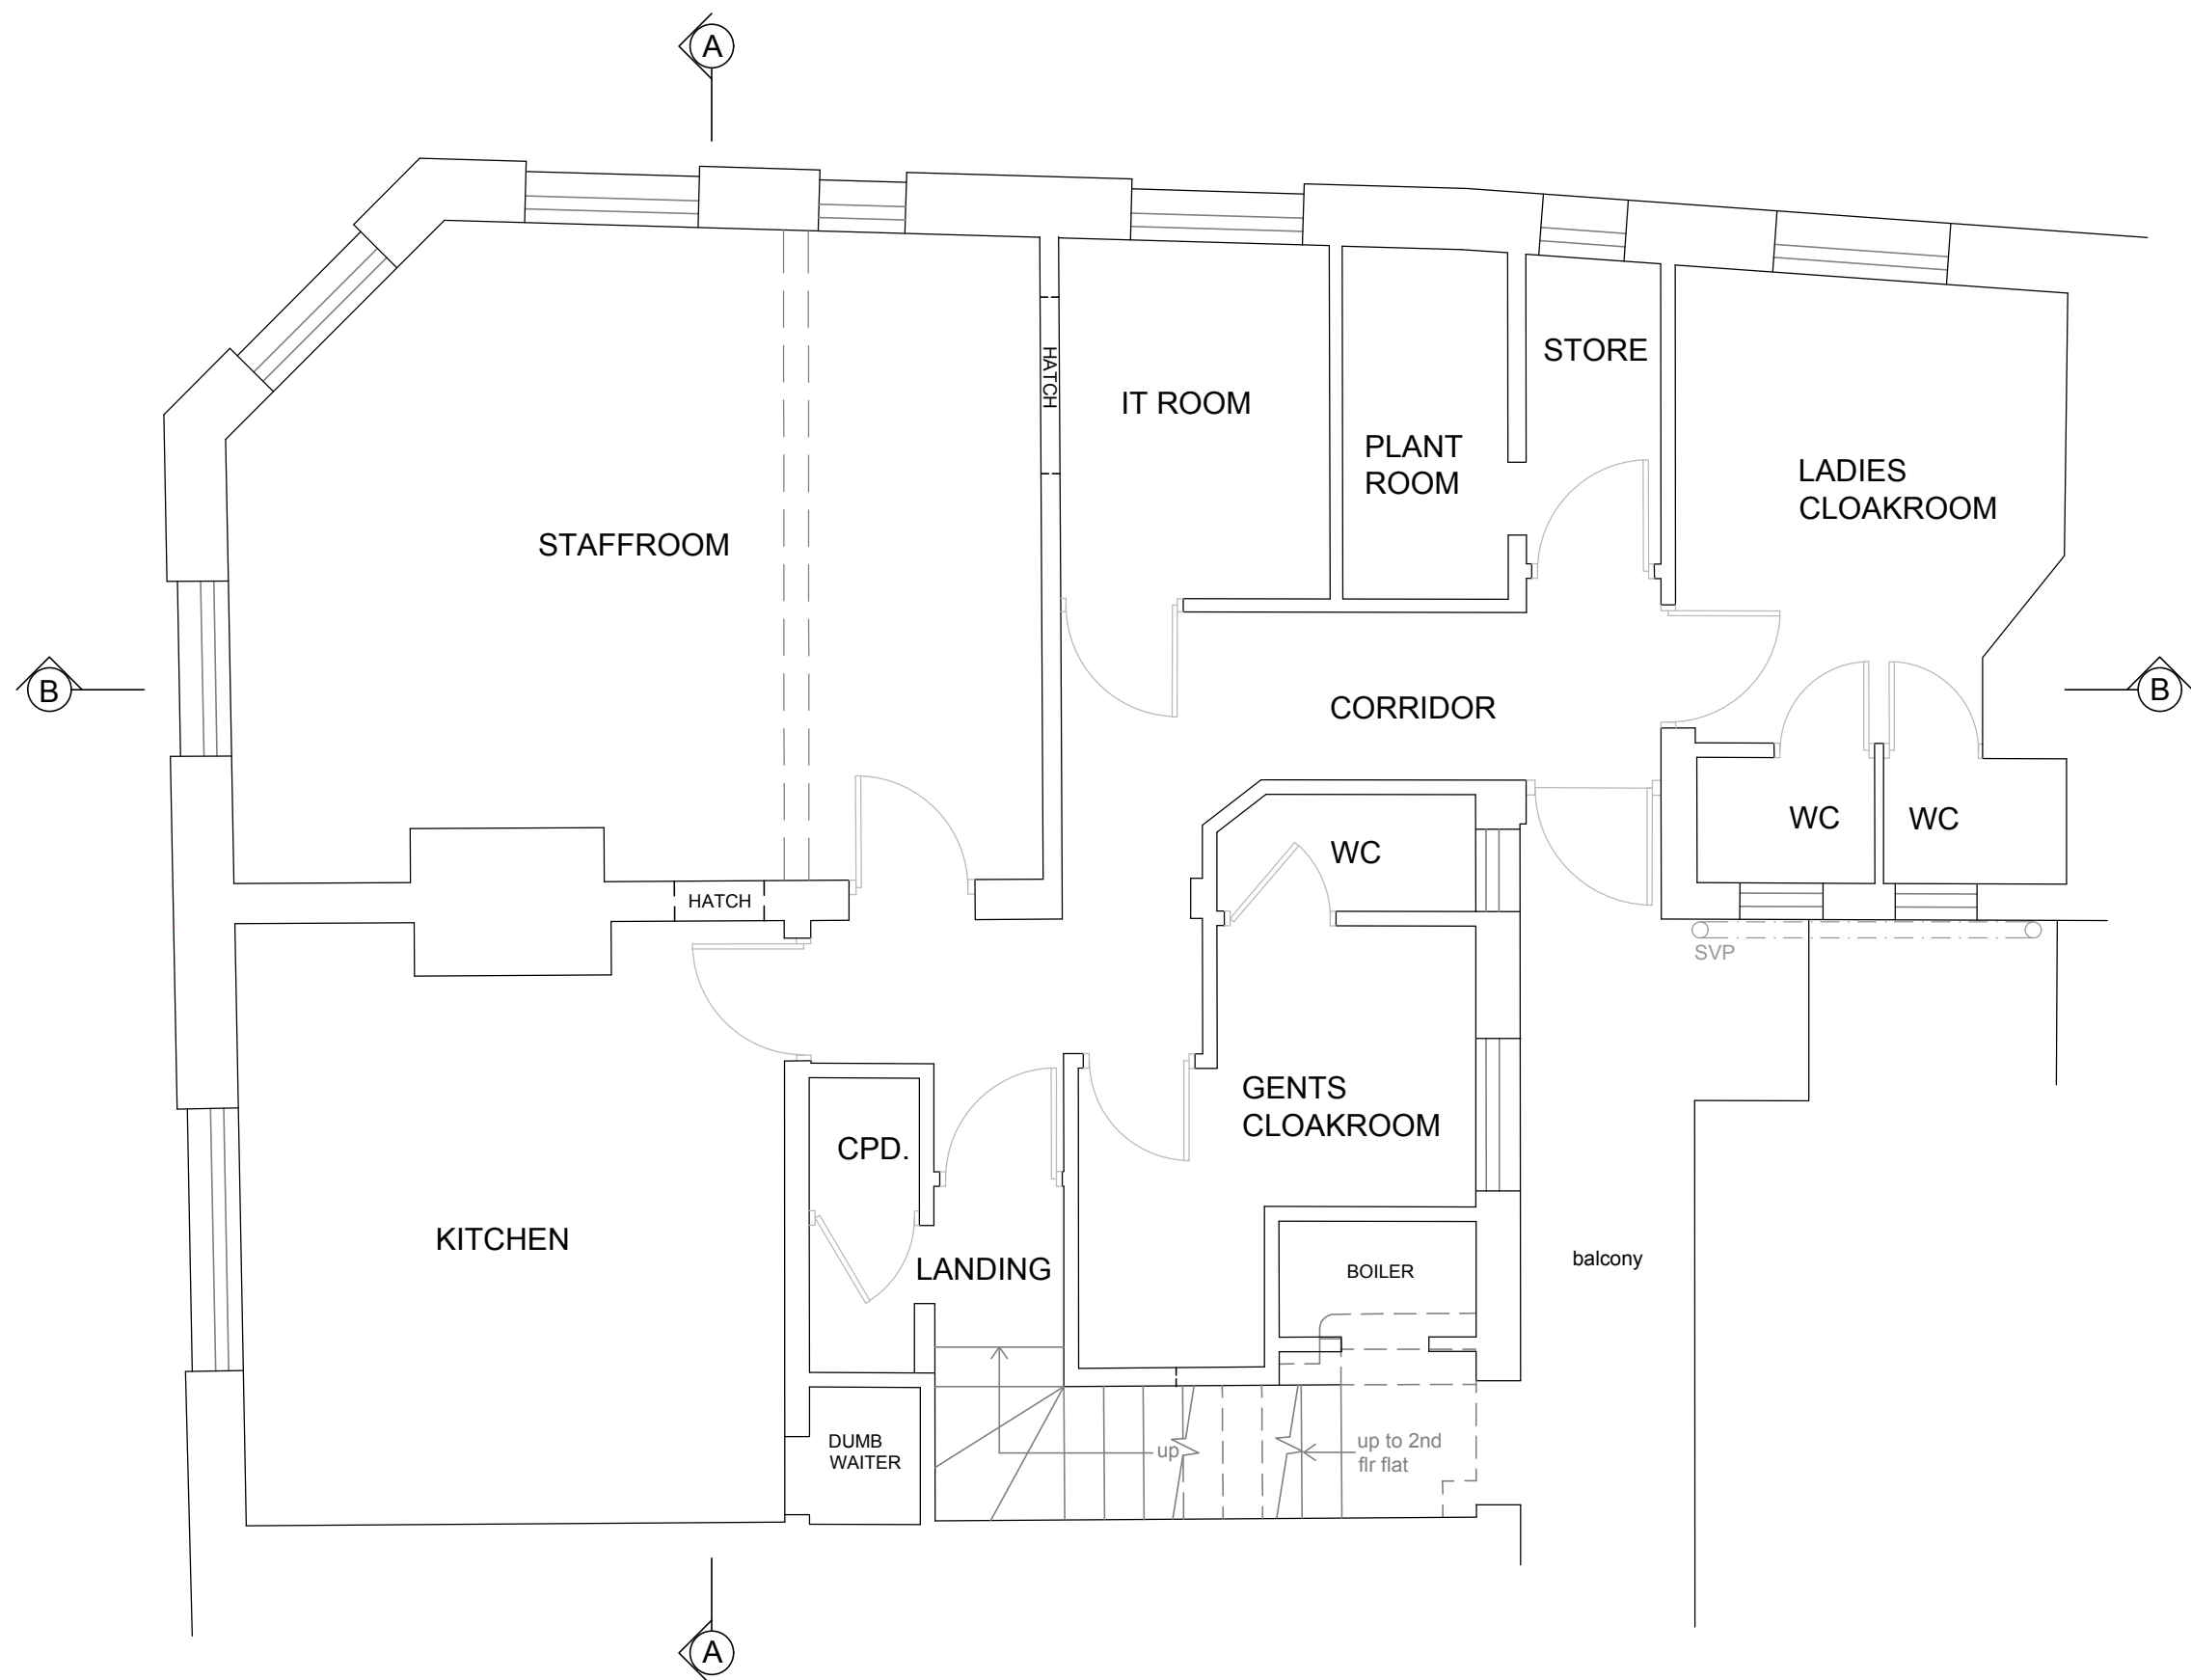 A
HATCH
STORE
IT ROOM
PLANT
ROOM
LADIES
CLOAKROOM
STAFFROOM
B
CORRIDOR
B
WC
WC
WC
HATCH
SVP
GENTS
CLOAKROOM
CPD.
KITCHEN
LANDING
BOILER
balcony
DUMB
WAITER
up
up to 2nd
flr flat
A